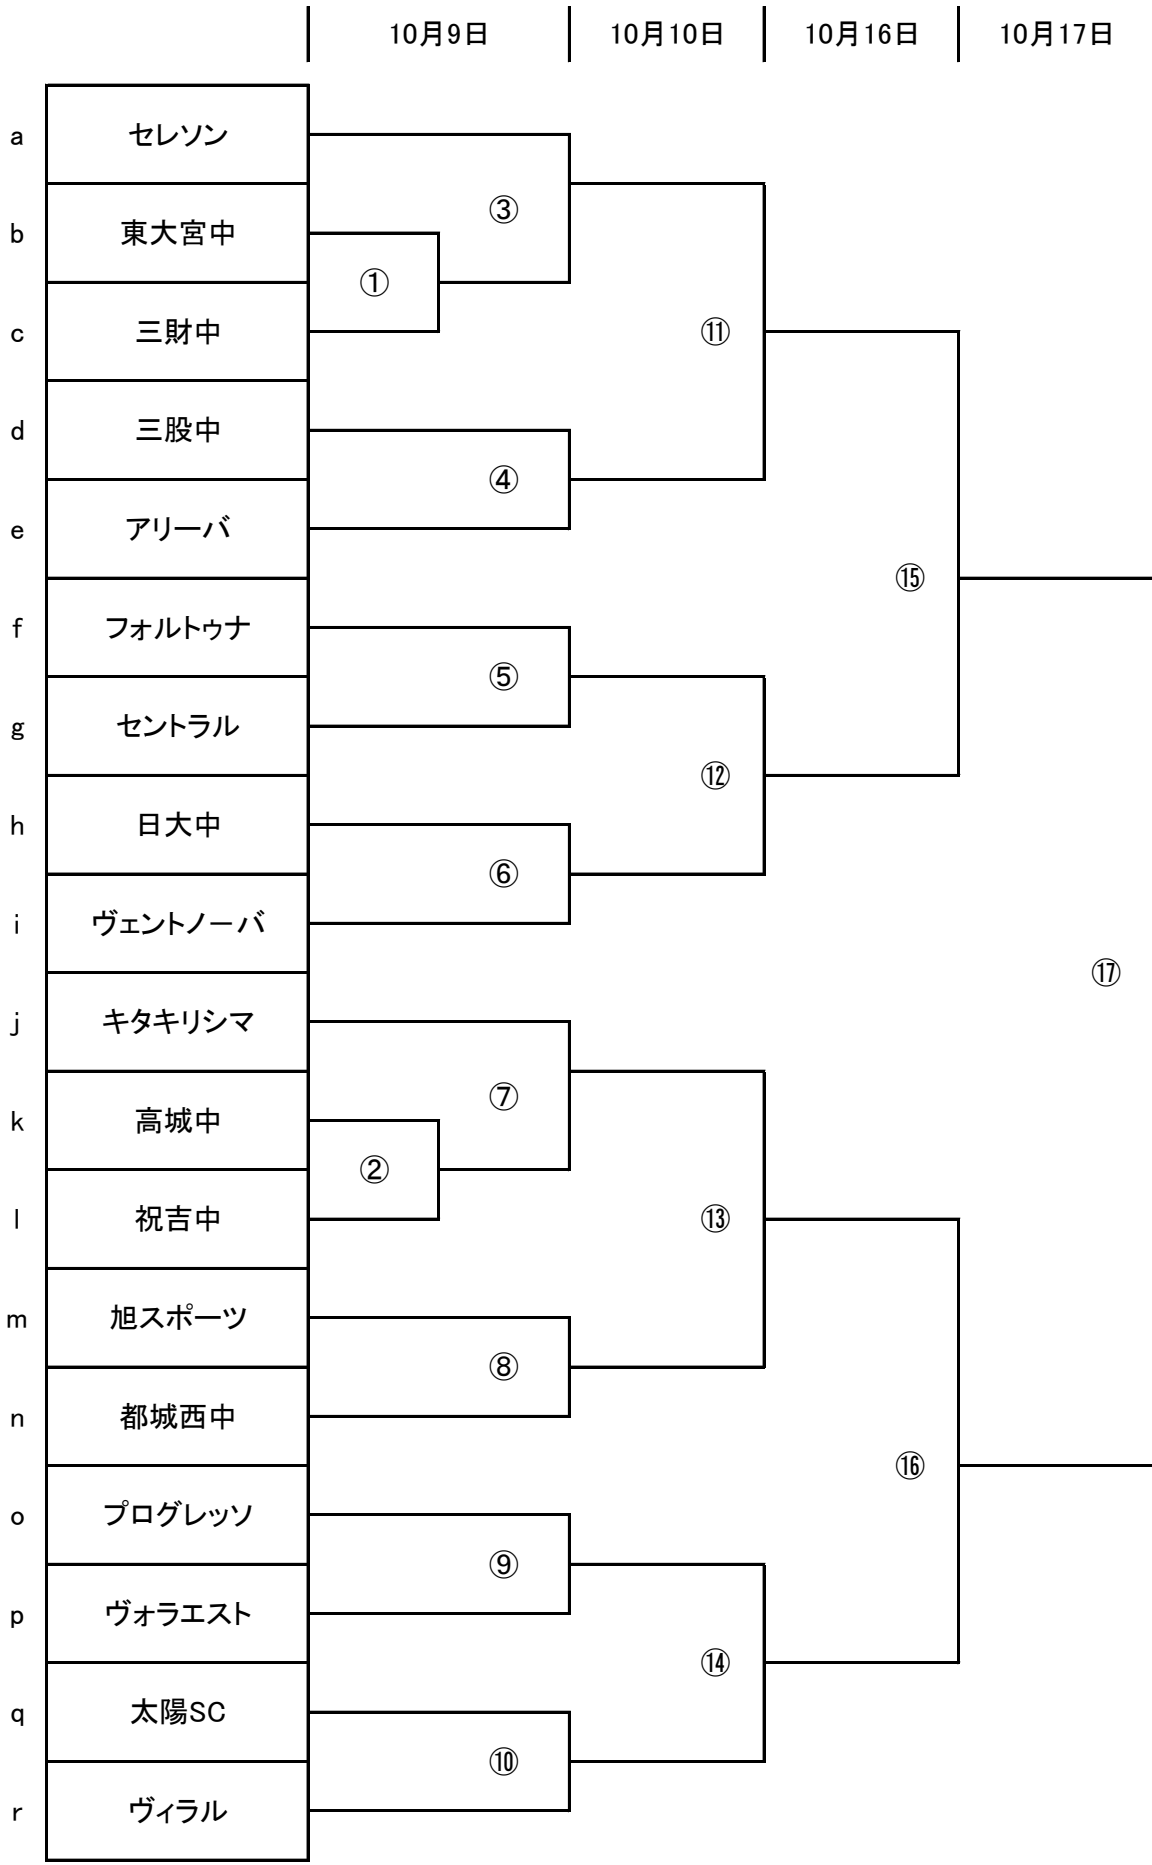 10月9日 10月10日 10月16日 10月17日
a セレソン
③
b 東大宮中
①
c 三財中
⑪
d 三股中
④
e アリーバ
⑮
f フォルトゥナ
⑤
g セントラル
⑫
h 日大中
⑥
i ヴェントノーバ
⑰
j キタキリシマ
⑦
k 高城中
②
l 祝吉中
⑬
m 旭スポーツ
⑧
n 都城西中
⑯
o プログレッソ
⑨
p ヴォラエスト
⑭
q 太陽SC
⑩
r ヴィラル